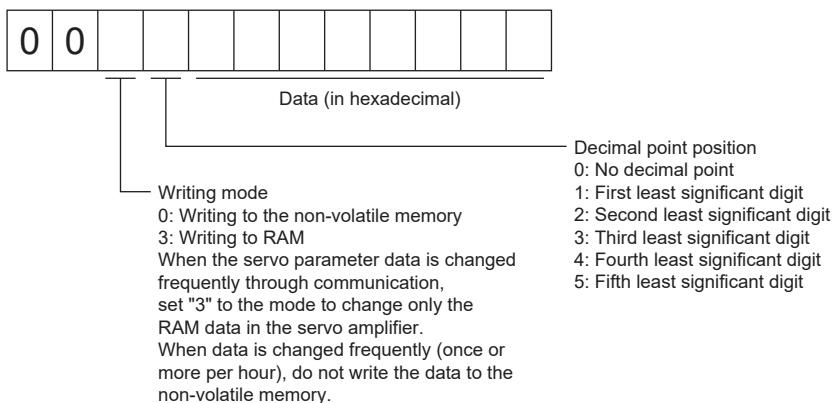 0 0
Data (in hexadecimal)
Decimal point position
0: No decimal point
1: First least significant digit
2: Second least significant digit
3: Third least significant digit
4: Fourth least significant digit
5: Fifth least significant digit
Writing mode
0: Writing to the non-volatile memory
3: Writing to RAM
When the servo parameter data is changed
frequently through communication,
set "3" to the mode to change only the
RAM data in the servo amplifier.
When data is changed frequently (once or
more per hour), do not write the data to the
non-volatile memory.